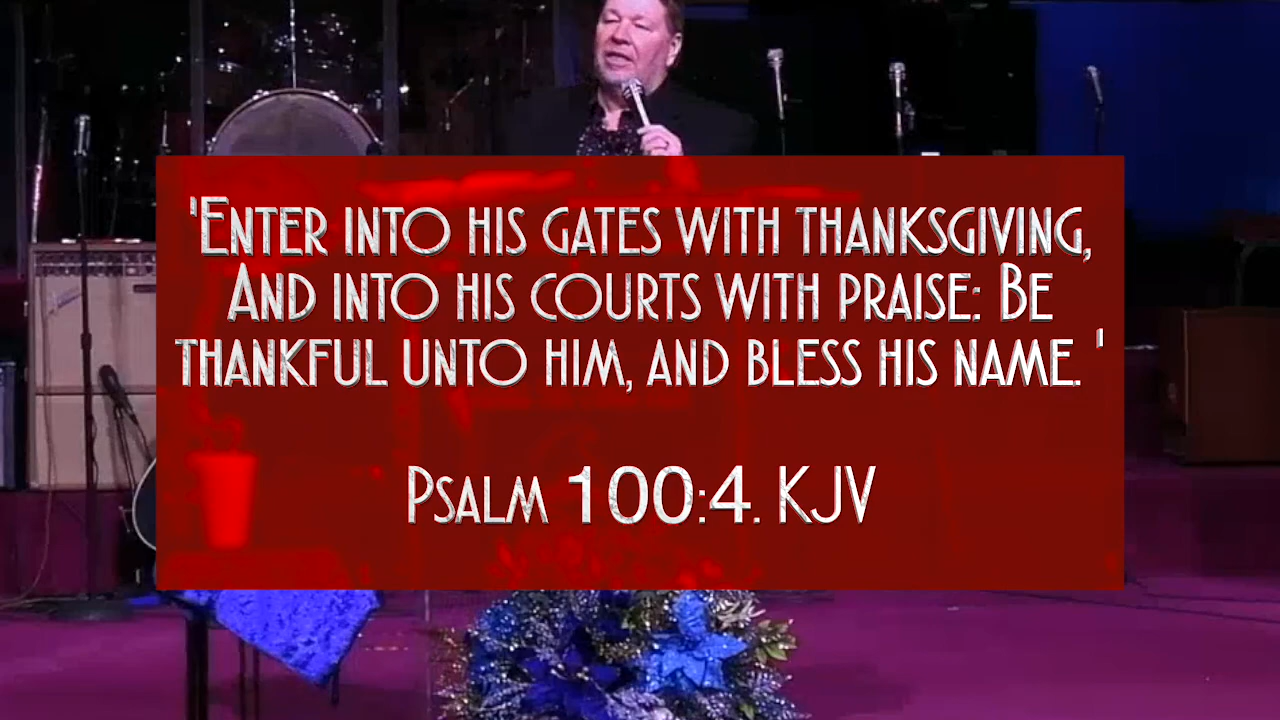 'Enter into his gates with thanksgiving,
And into his courts with praise: Be
thankful unto him, and bless his name. '
Psalm 100:4. KJV